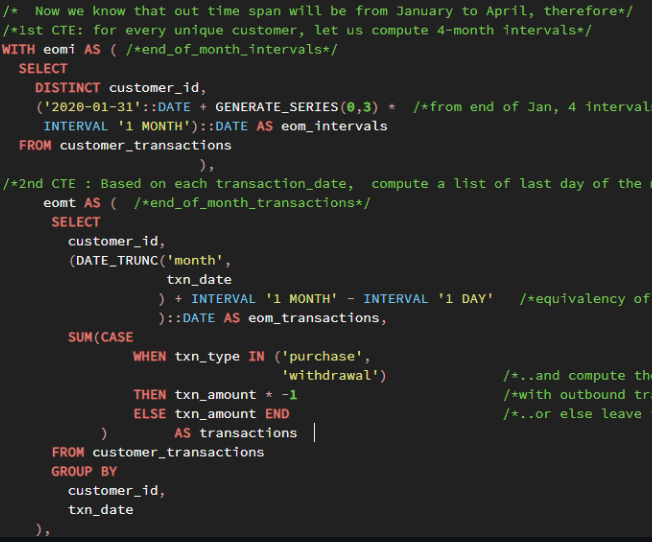 /*  Now we know that out time span will be from January to April, therefore*/
/*1st CTE: for every unique customer, let us compute 4-month intervals*/
WITH eomi AS ( /*end_of_month_intervals*/
  SELECT
    DISTINCT customer_id,
    ('2020-01-31'::DATE + GENERATE_SERIES(0,3) *  /*from end of Jan, 4 intervals
     INTERVAL '1 MONTH')::DATE AS eom_intervals
  FROM customer_transactions
                        ),
/*2nd CTE : Based on each transaction_date,  compute a list of last day of the
     eomt AS (  /*end_of_month_transactions*/
      SELECT
        customer_id,
        (DATE_TRUNC('month',
                    txn_date
                   ) + INTERVAL '1 MONTH' - INTERVAL '1 DAY'   /*equivalency of
                   )::DATE AS eom_transactions,
        SUM(CASE
                WHEN txn_type IN ('purchase',
                                  'withdrawal')              /*..and compute the
                THEN txn_amount * -1                         /*with outbound
                ELSE txn_amount END                          /*..or else leave
            )        AS transactions
      FROM customer_transactions
      GROUP BY
        customer_id,
        txn_date
    ),